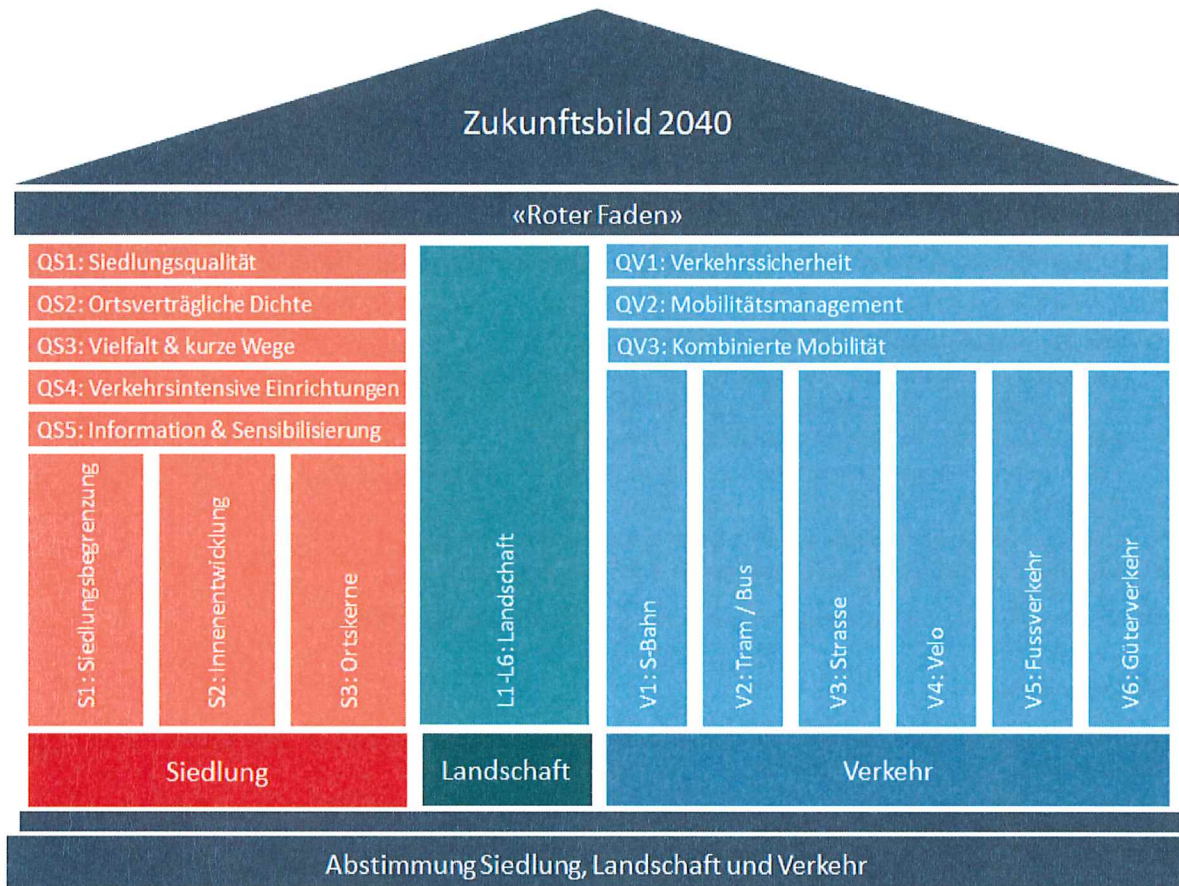 Zukunftsbild 2040
«Roter Faden»
QS1: Siedlungsqualität
QS2: Ortsverträgliche Dichte
QS3: Vielfalt & kurze Wege
QS4: Verkehrsintensive Einrichtungen
QS5: Information & Sensibilisierung
S1: Siedlungsbegrenzung
S2: Innenentwicklung
S3: Ortskerne
Siedlung
L1-L6: Landschaft
Landschaft
QV1: Verkehrssicherheit
QV2: Mobilitätsmanagement
QV3: Kombinierte Mobilität
V1: S-Bahn
V2: Tram / Bus
V3: Strasse
V4: Velo
V5: Fussverkehr
V6: Güterverkehr
Verkehr
Abstimmung Siedlung, Landschaft und Verkehr